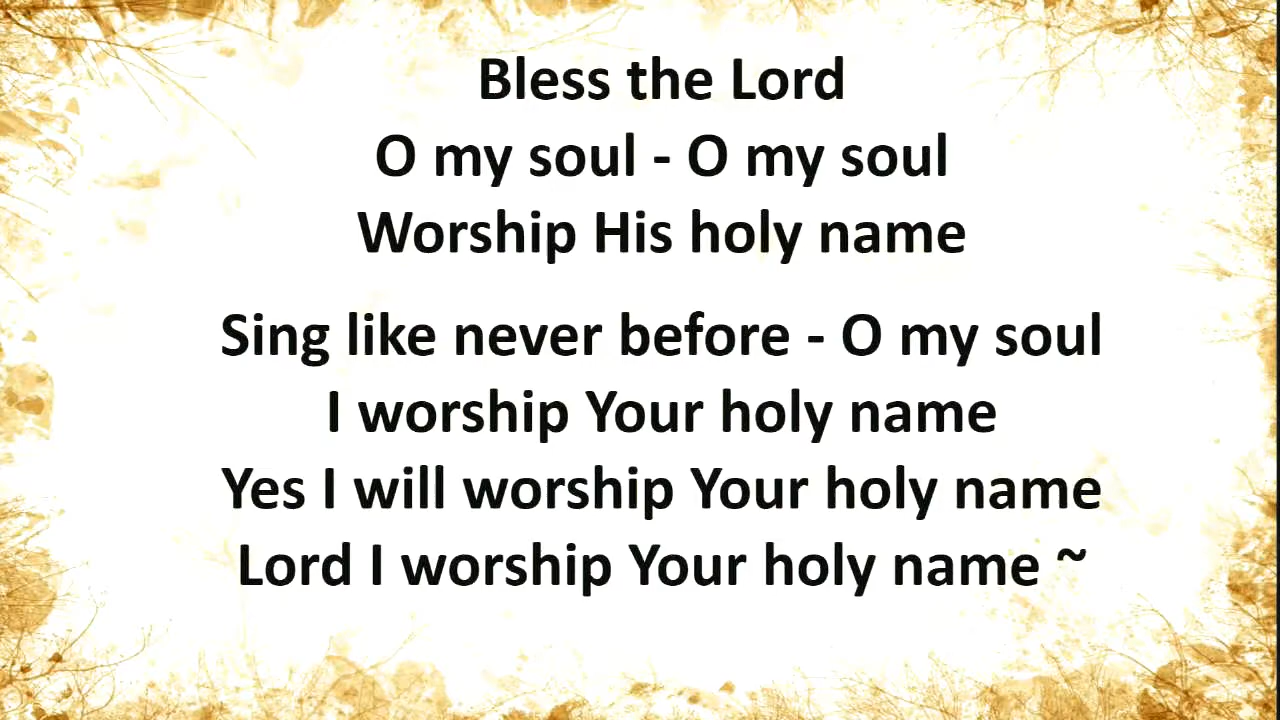 Bless the Lord
O my soul - O my soul
Worship His holy name
Sing like never before - O my soul
I worship Your holy name
Yes I will worship Your holy name
Lord I worship Your holy name ~